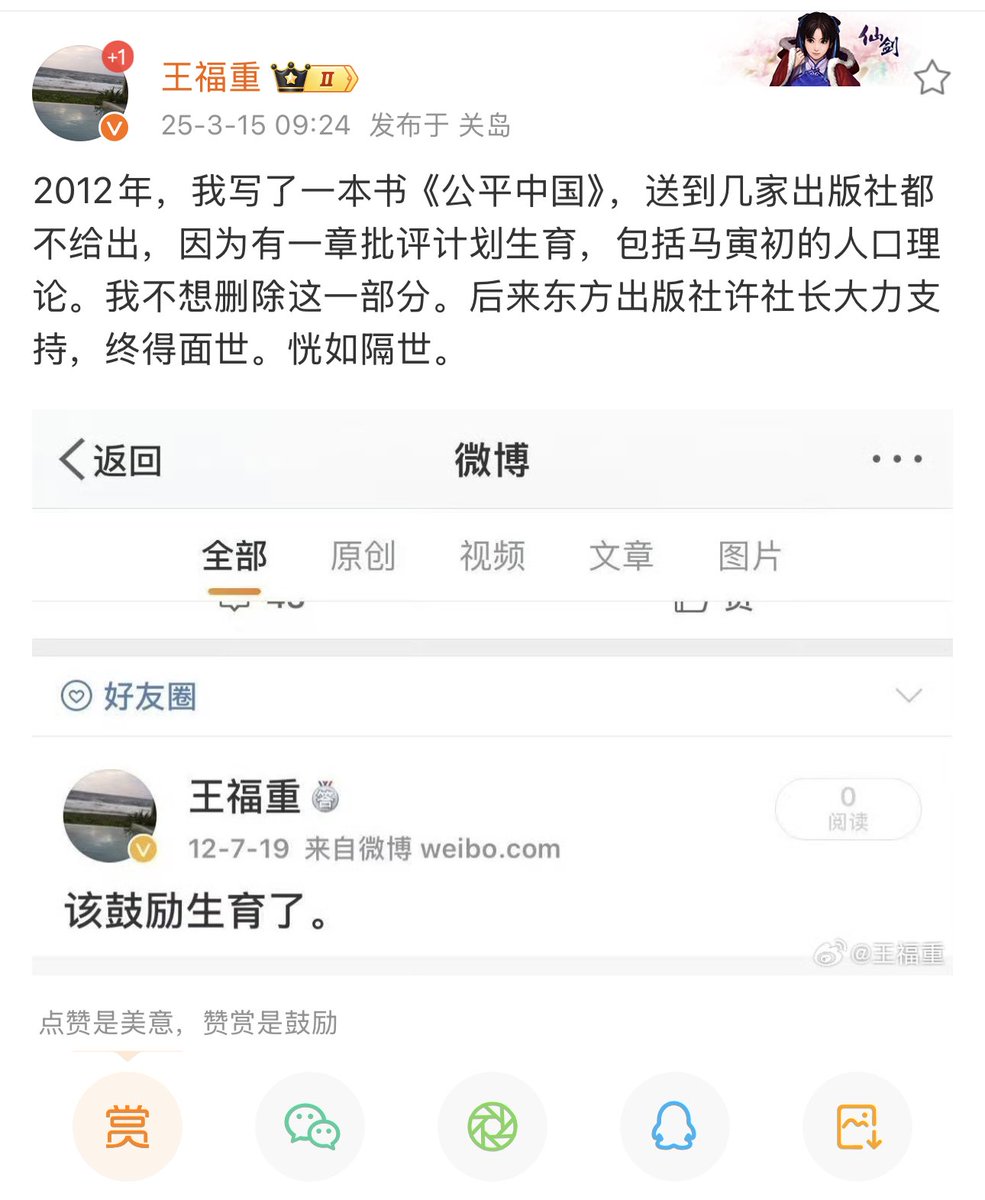 +1
王福重 II
仙剑
25-3-15 09:24 发布于 关岛
2012年，我写了一本书《公平中国》，送到几家出版社都
不给出，因为有一章批评计划生育，包括马寅初的人口理
论。我不想删除这一部分。后来东方出版社许社长大力支
持，终得面世。恍如隔世。
返回 微博
全部 原创 视频 文章 图片
好友圈
王福重 答
0
阅读
12-7-19 来自微博 weibo.com
该鼓励生育了。
@王福重
点赞是美意，赞赏是鼓励
赏